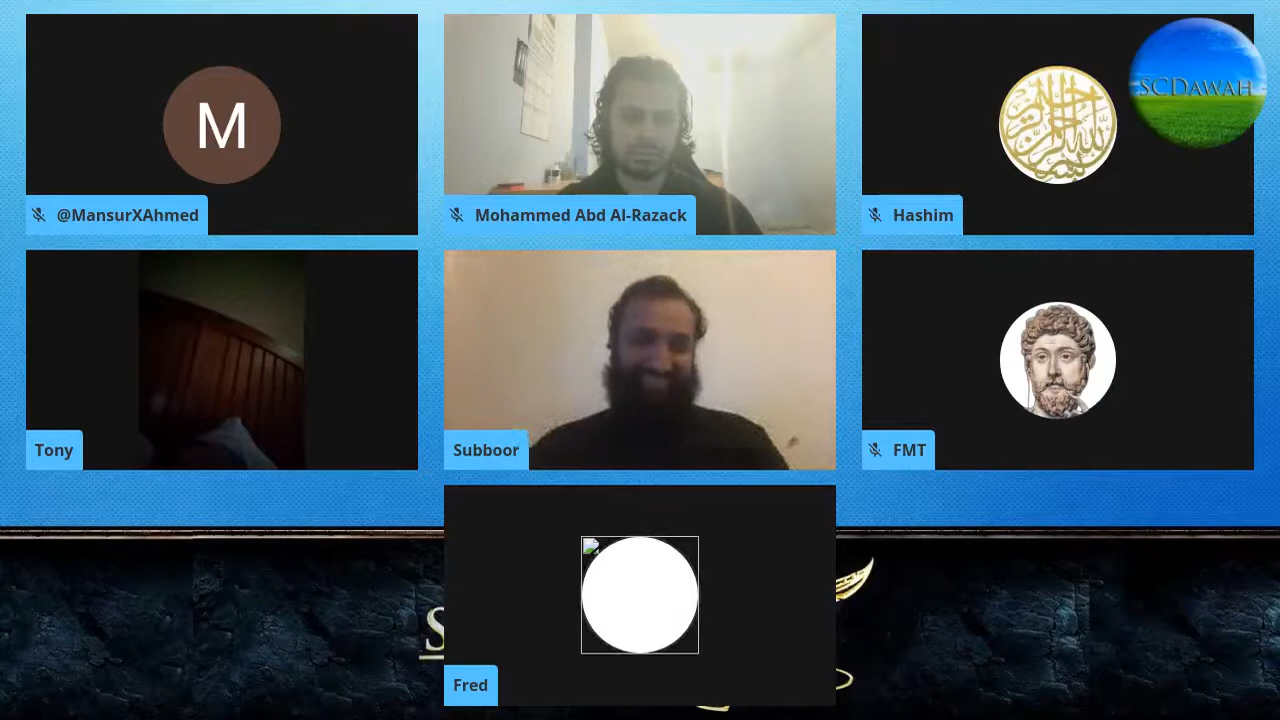 M
@MansurXAhmed
Mohammed Abd Al-Razack
Hashim
SCDAWAH
Tony
Subboor
FMT
S
Fred